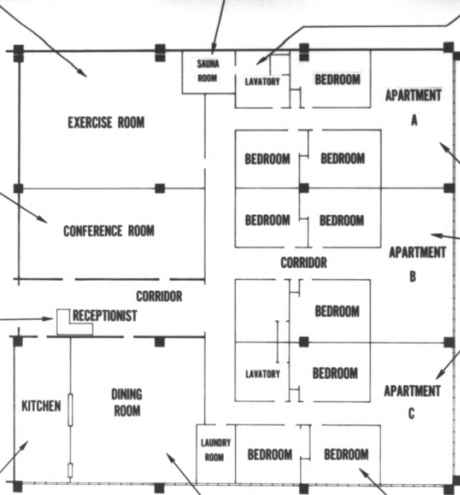 SAUNA
ROOM
LAVATORY
BEDROOM
APARTMENT
A
EXERCISE ROOM
BEDROOM
BEDROOM
CONFERENCE ROOM
BEDROOM
BEDROOM
APARTMENT
B
CORRIDOR
CORRIDOR
RECEPTIONIST
BEDROOM
KITCHEN
DINING
ROOM
LAVATORY
BEDROOM
APARTMENT
C
LAUNDRY
ROOM
BEDROOM
BEDROOM